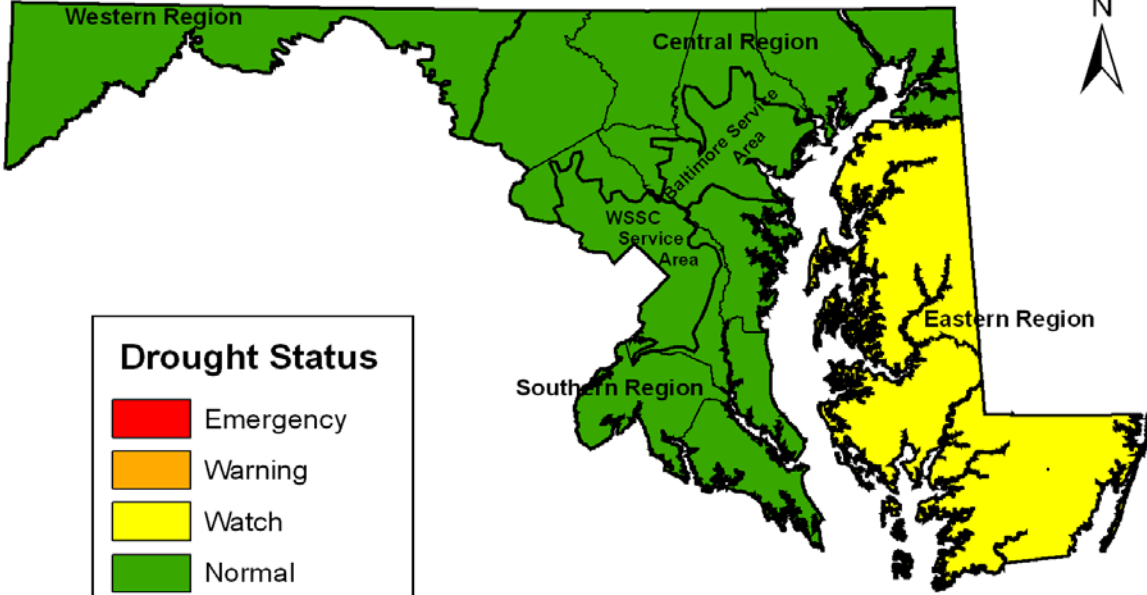 N
Western Region
Central Region
Baltimore Service
Area
WSSC
Service
Area
Eastern Region
Southern Region
Drought Status
Emergency
Warning
Watch
Normal